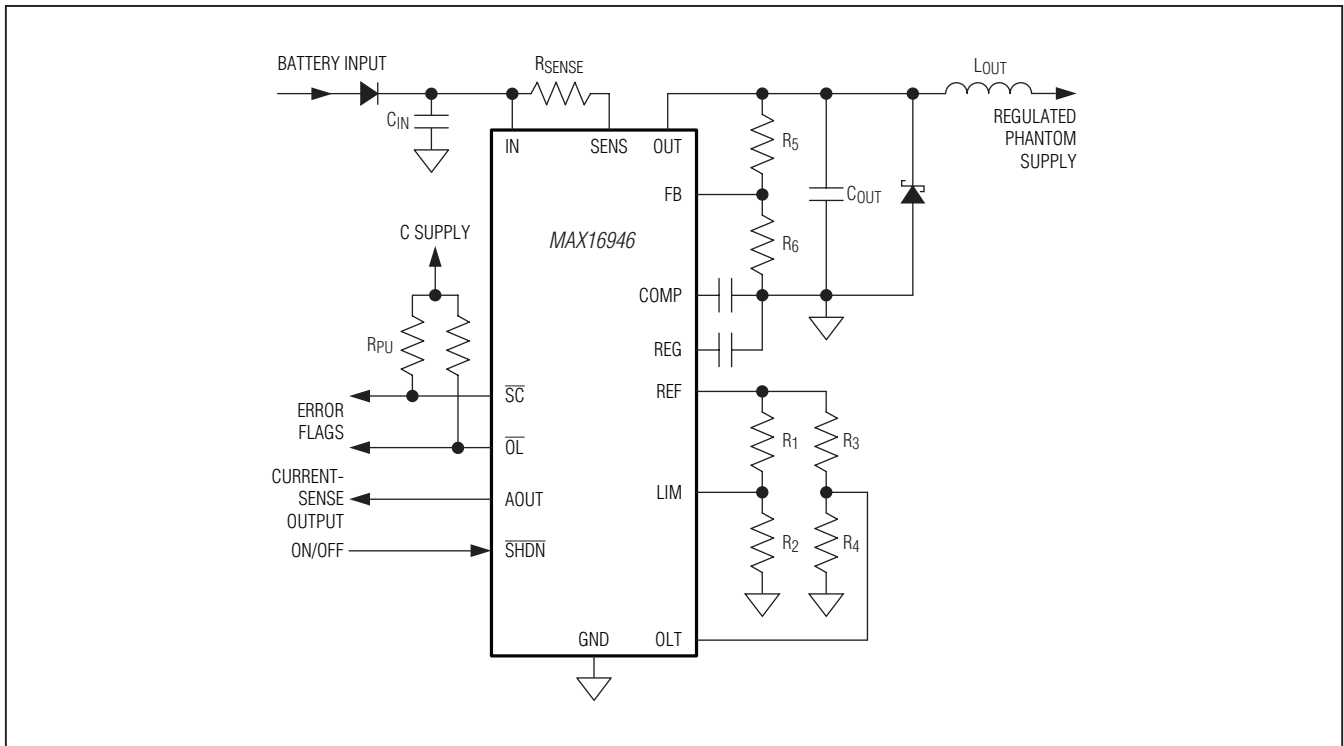 BATTERY INPUT
RSENSE
LOUT
CIN
REGULATED
PHANTOM
SUPPLY
IN
SENS
OUT
R5
FB
COUT
MAX16946
R6
C SUPPLY
COMP
RPU
REG
SC
REF
ERROR
FLAGS
R1
R3
OL
CURRENT-
SENSE
OUTPUT
AOUT
LIM
ON/OFF
SHDN
R2
R4
GND
OLT